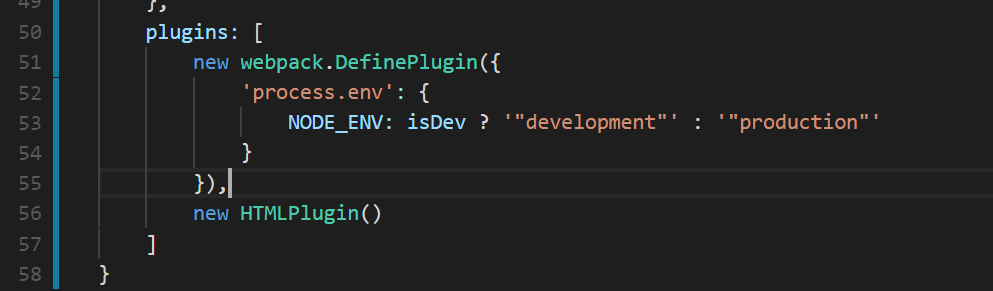 49 },
50 plugins: [
51 new webpack.DefinePlugin({
52 'process.env': {
53 NODE_ENV: isDev ? '"development"' : '"production"'
54 }
55 }),
56 new HTMLPlugin()
57 ]
58 }